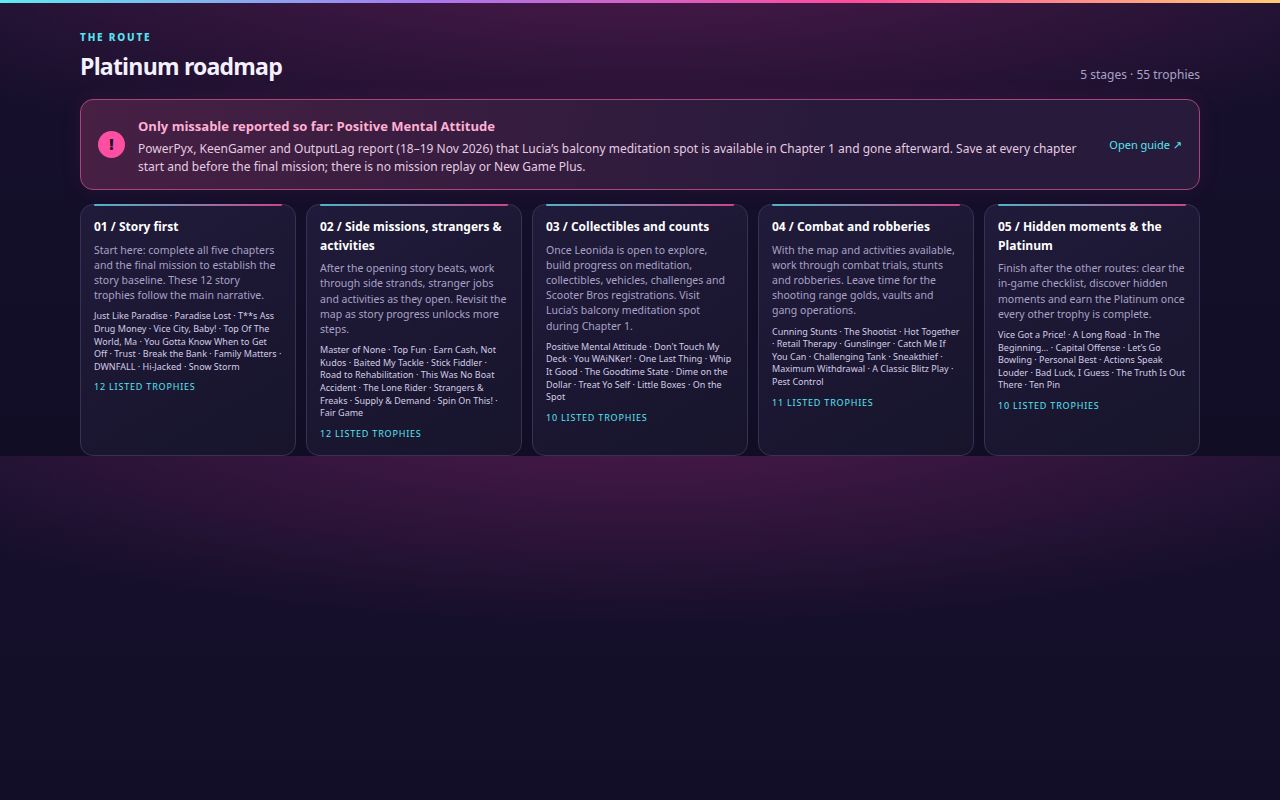 THE ROUTE
Platinum roadmap
5 stages · 55 trophies
!
Only missable reported so far: Positive Mental Attitude
PowerPyx, KeenGamer and OutputLag report (18–19 Nov 2026) that Lucia's balcony meditation spot is available in Chapter 1 and gone afterward. Save at every chapter
start and before the final mission; there is no mission replay or New Game Plus.
Open guide ↗
01 / Story first
Start here: complete all five chapters
and the final mission to establish the
story baseline. These 12 story
trophies follow the main narrative.
Just Like Paradise · Paradise Lost · T**s Ass
Drug Money · Vice City, Baby! · Top Of The
World, Ma · You Gotta Know When to Get
Off · Trust · Break the Bank · Family Matters ·
DWNFALL · Hi-Jacked · Snow Storm
12 LISTED TROPHIES
02 / Side missions, strangers &
activities
After the opening story beats, work
through side strands, stranger jobs
and activities as they open. Revisit the
map as story progress unlocks more
steps.
Master of None · Top Fun · Earn Cash, Not
Kudos · Baited My Tackle · Stick Fiddler ·
Road to Rehabilitation · This Was No Boat
Accident · The Lone Rider · Strangers &
Freaks · Supply & Demand · Spin On This! ·
Fair Game
12 LISTED TROPHIES
03 / Collectibles and counts
Once Leonida is open to explore,
build progress on meditation,
collectibles, vehicles, challenges and
Scooter Bros registrations. Visit
Lucia's balcony meditation spot
during Chapter 1.
Positive Mental Attitude · Don't Touch My
Deck · You WAiNKer! · One Last Thing · Whip
It Good · The Goodtime State · Dime on the
Dollar · Treat Yo Self · Little Boxes · On the
Spot
10 LISTED TROPHIES
04 / Combat and robberies
With the map and activities available,
work through combat trials, stunts
and robberies. Leave time for the
shooting range golds, vaults and
gang operations.
Cunning Stunts · The Shootist · Hot Together
· Retail Therapy · Gunslinger · Catch Me If
You Can · Challenging Tank · Sneakthief ·
Maximum Withdrawal · A Classic Blitz Play ·
Pest Control
11 LISTED TROPHIES
05 / Hidden moments & the
Platinum
Finish after the other routes: clear the
in-game checklist, discover hidden
moments and earn the Platinum once
every other trophy is complete.
Vice Got a Price! · A Long Road · In The
Beginning... · Capital Offense · Let's Go
Bowling · Personal Best · Actions Speak
Louder · Bad Luck, I Guess · The Truth Is Out
There · Ten Pin
10 LISTED TROPHIES